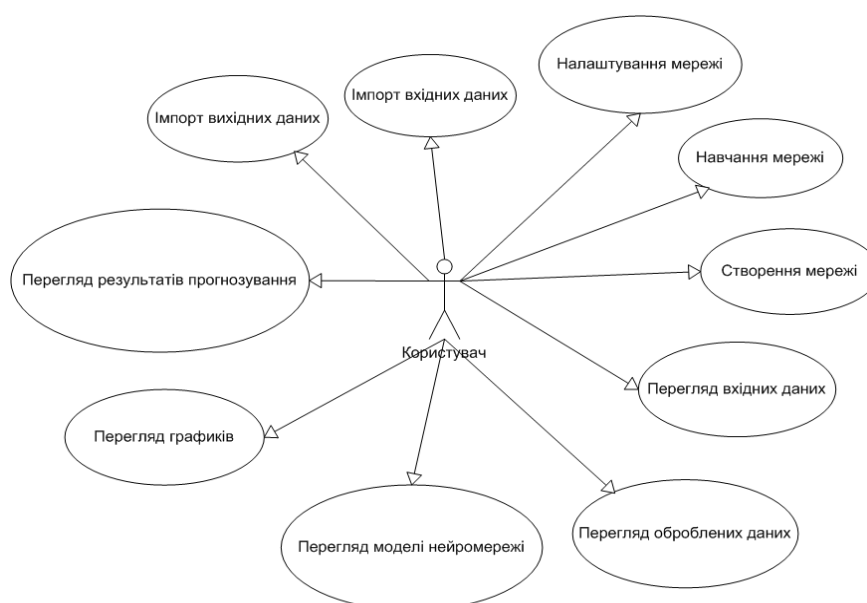 Налаштування мережі
Імпорт вхідних даних
Імпорт вихідних даних
Навчання мережі
Перегляд результатів прогнозування
Створення мережі
Користувач
Перегляд вхідних даних
Перегляд графиків
Перегляд оброблених даних
Перегляд моделі нейромережі